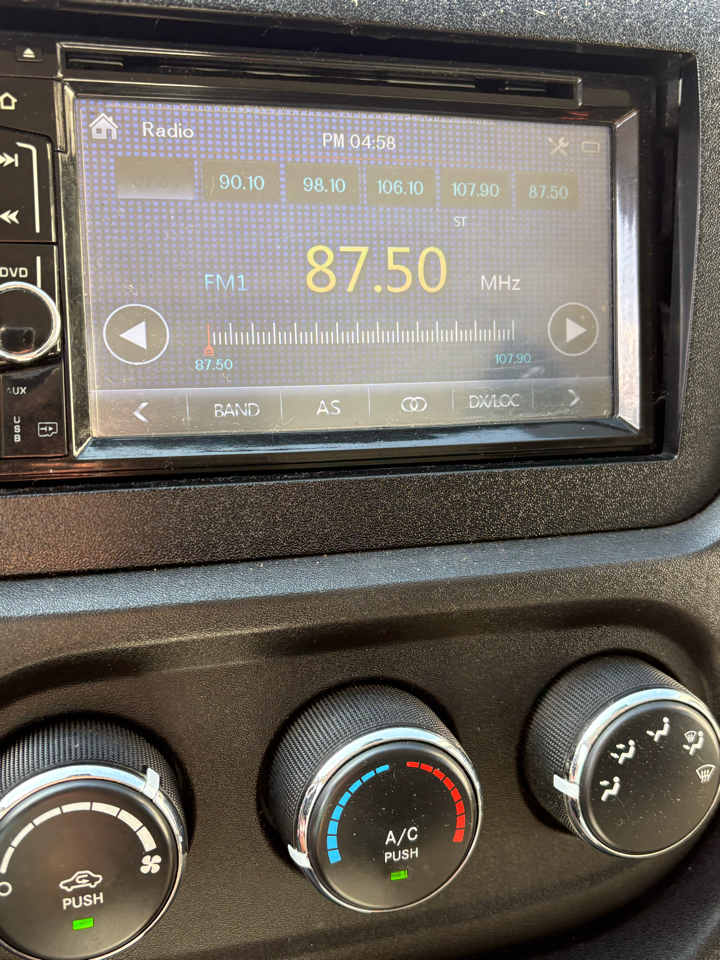 Radio
PM 04:58
90.10 98.10 106.10 107.90 87.50
ST
FM1 87.50 MHz
87.50 107.90
BAND AS DX/LOC
DVD
AUX
USB
PUSH
A/C
PUSH